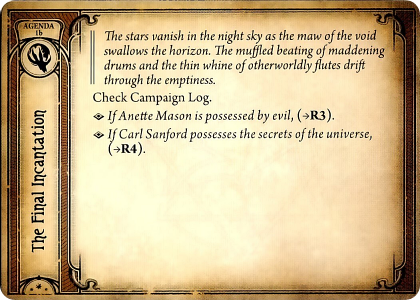 AGENDA
1b
The Final Incantation
The stars vanish in the night sky as the maw of the void
swallows the horizon. The muffled beating of maddening
drums and the thin whine of otherworldly flutes drift
through the emptiness.
Check Campaign Log.
If Anette Mason is possessed by evil, (→R3).
If Carl Sanford possesses the secrets of the universe,
(→R4).